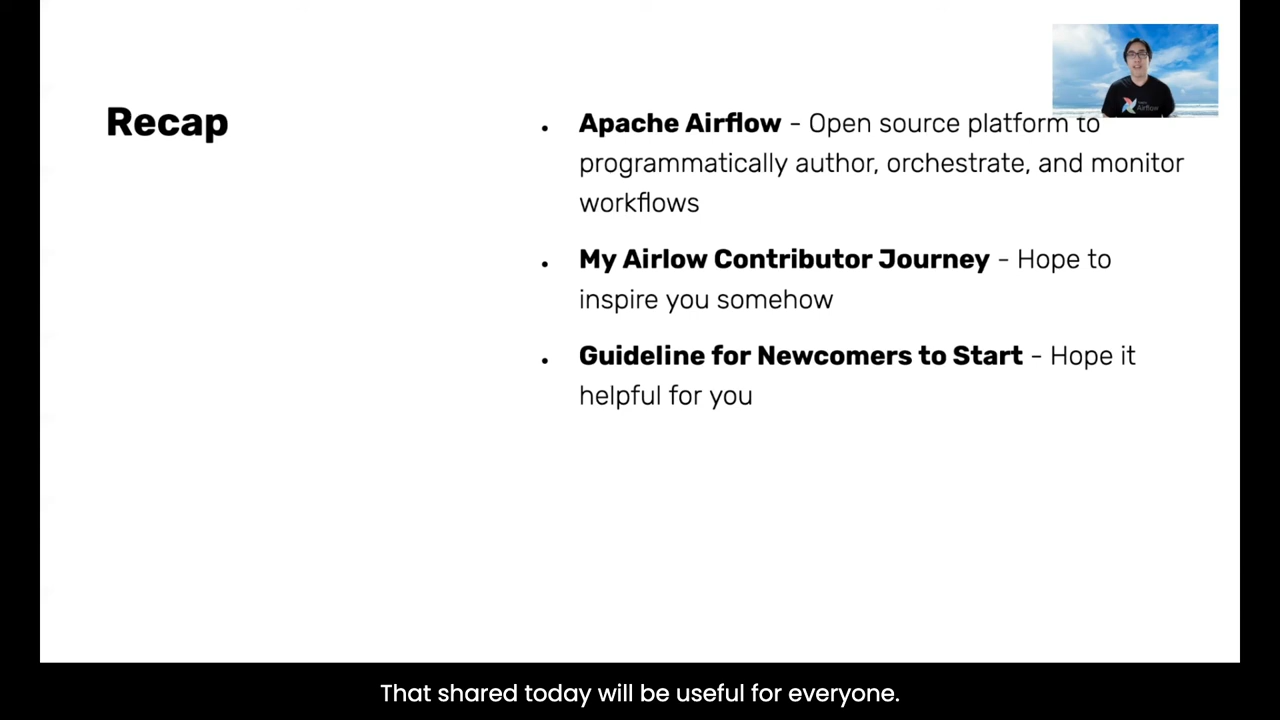 Recap
• Apache Airflow - Open source platform to
programmatically author, orchestrate, and monitor
workflows
• My Airlow Contributor Journey - Hope to
inspire you somehow
• Guideline for Newcomers to Start - Hope it
helpful for you
Airflow
That shared today will be useful for everyone.